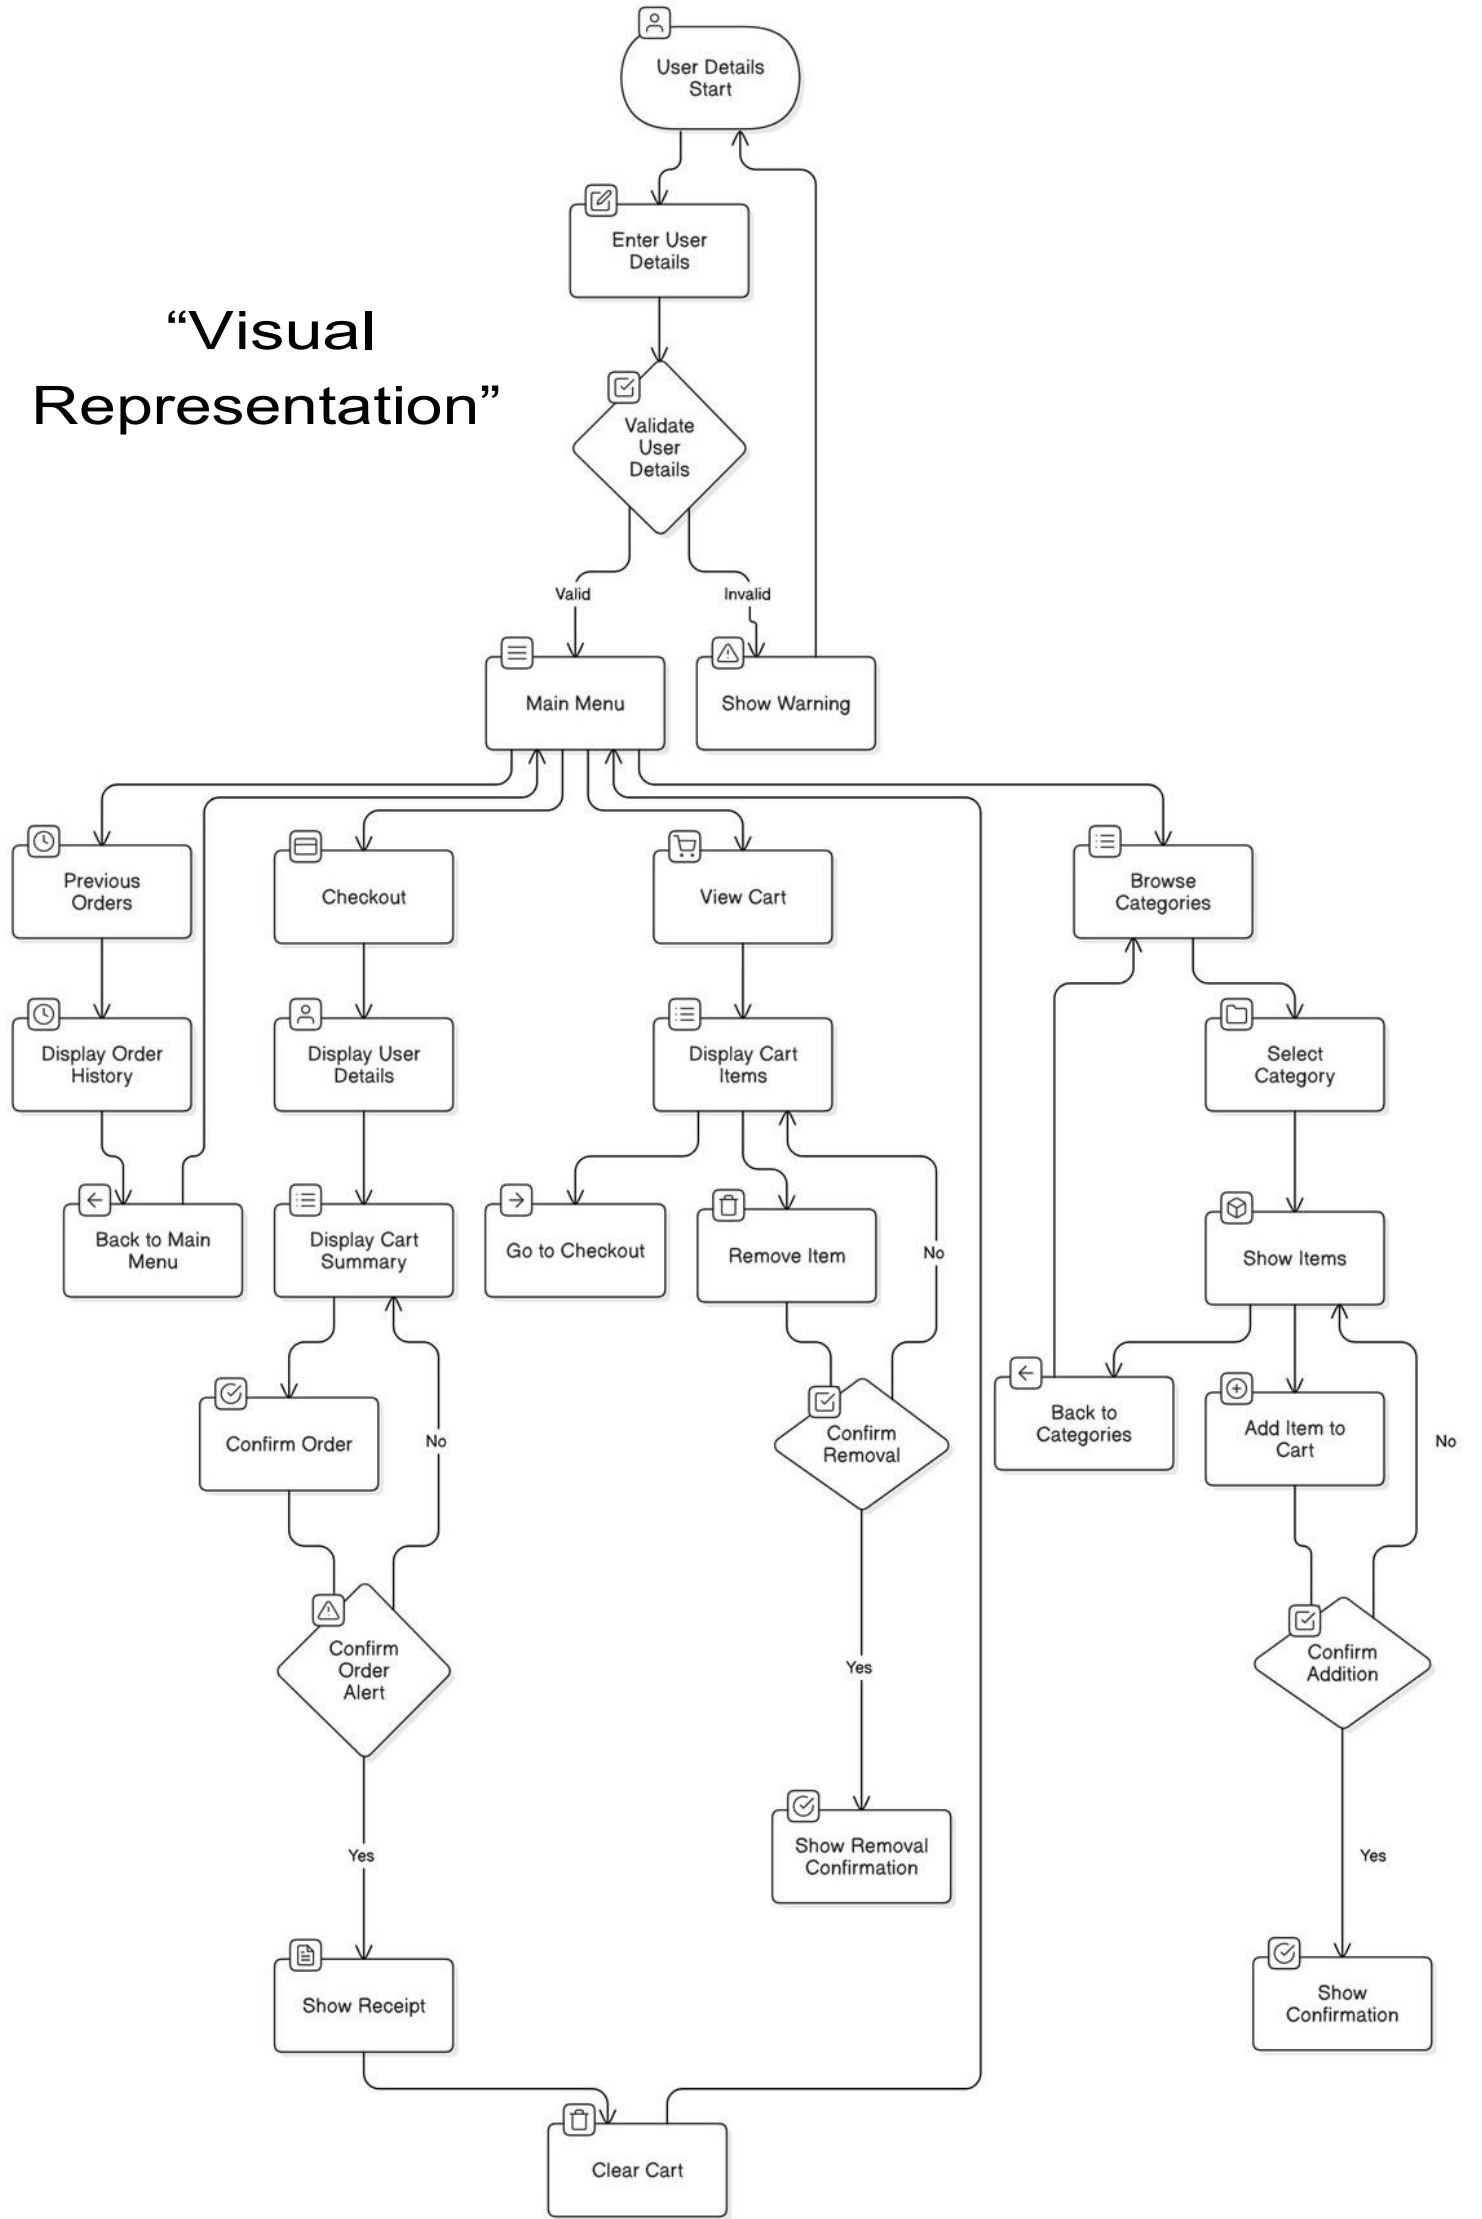 User Details
Start
Enter User
Details
“Visual
Representation”
Validate
User
Details
Valid
Invalid
Main Menu
Show Warning
Previous
Orders
Checkout
View Cart
Browse
Categories
Display Order
History
Display User
Details
Display Cart
Items
Select
Category
Back to Main
Menu
Display Cart
Summary
Go to Checkout
Remove Item
No
Show Items
Confirm Order
No
Confirm
Removal
Back to
Categories
Add Item to
Cart
No
Confirm
Order
Alert
Yes
Confirm
Addition
Yes
Show Removal
Confirmation
Yes
Show Receipt
Show
Confirmation
Clear Cart